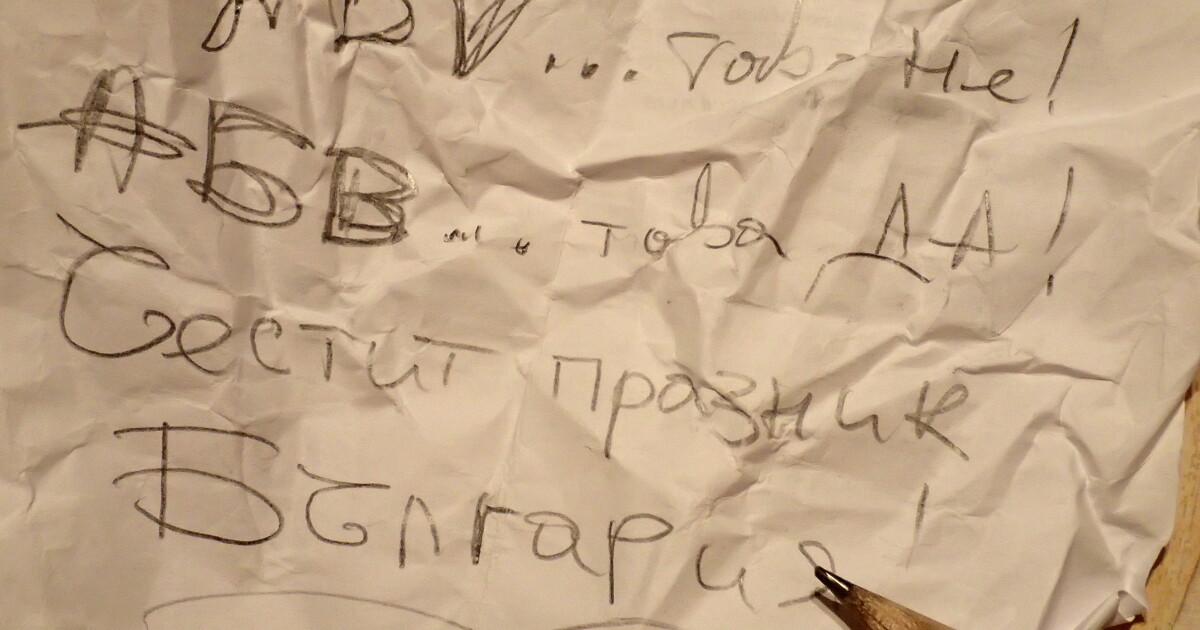 ABV... Това не!
АБВ.... това ДА!
Честит празник
България!